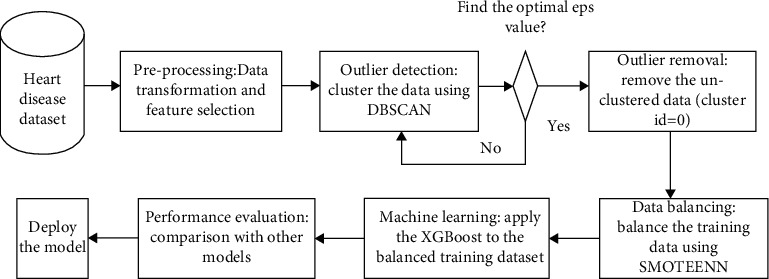 Find the optimal eps
value?
Heart
disease
dataset
Pre-processing:Data
transformation and
feature selection
Outlier detection:
cluster the data using
DBSCAN
No
Yes
Outlier removal:
remove the un-
clustered data (cluster
id=0)
Data balancing:
balance the training
data using
SMOTEENN
Machine learning: apply
the XGBoost to the
balanced training dataset
Performance evaluation:
comparison with other
models
Deploy
the model